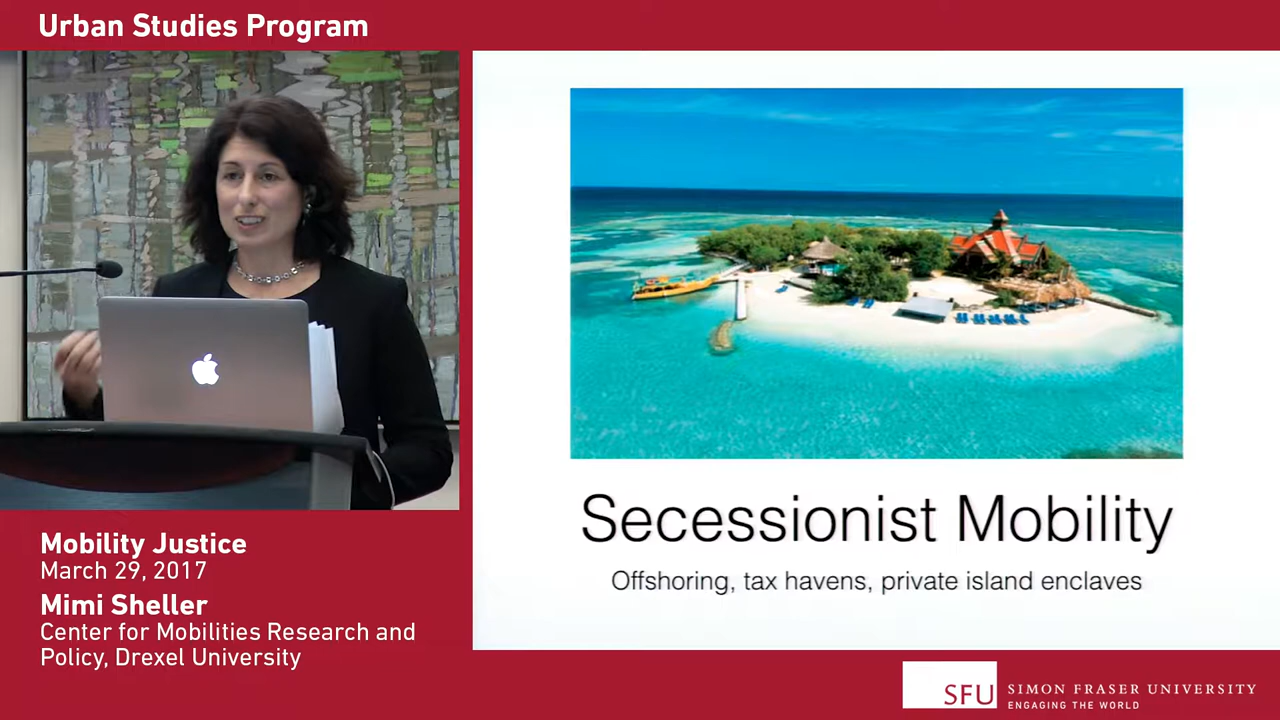 Urban Studies Program
Secessionist Mobility
Offshoring, tax havens, private island enclaves
Mobility Justice
March 29, 2017
Mimi Sheller
Center for Mobilities Research and
Policy, Drexel University
SFU
SIMON FRASER UNIVERSITY
ENGAGING THE WORLD